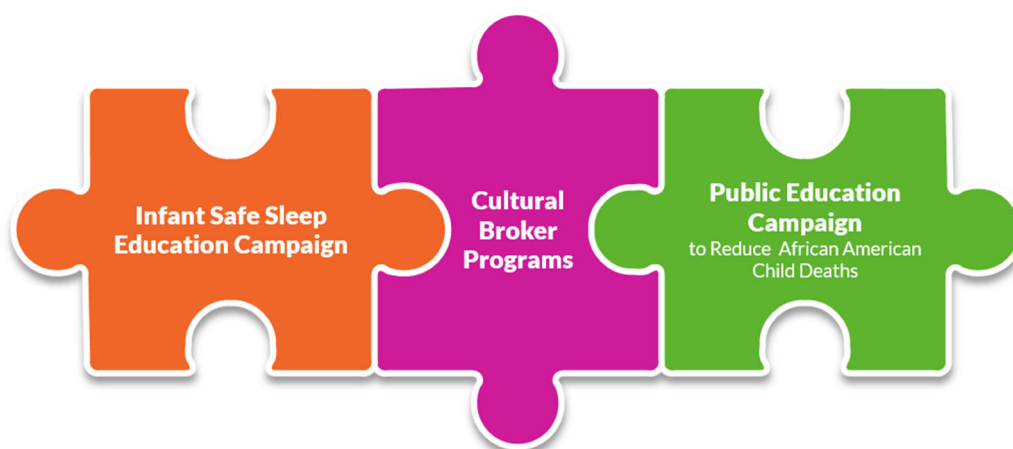 Infant Safe Sleep
Education Campaign
Cultural
Broker
Programs
Public Education
Campaign
to Reduce African American
Child Deaths